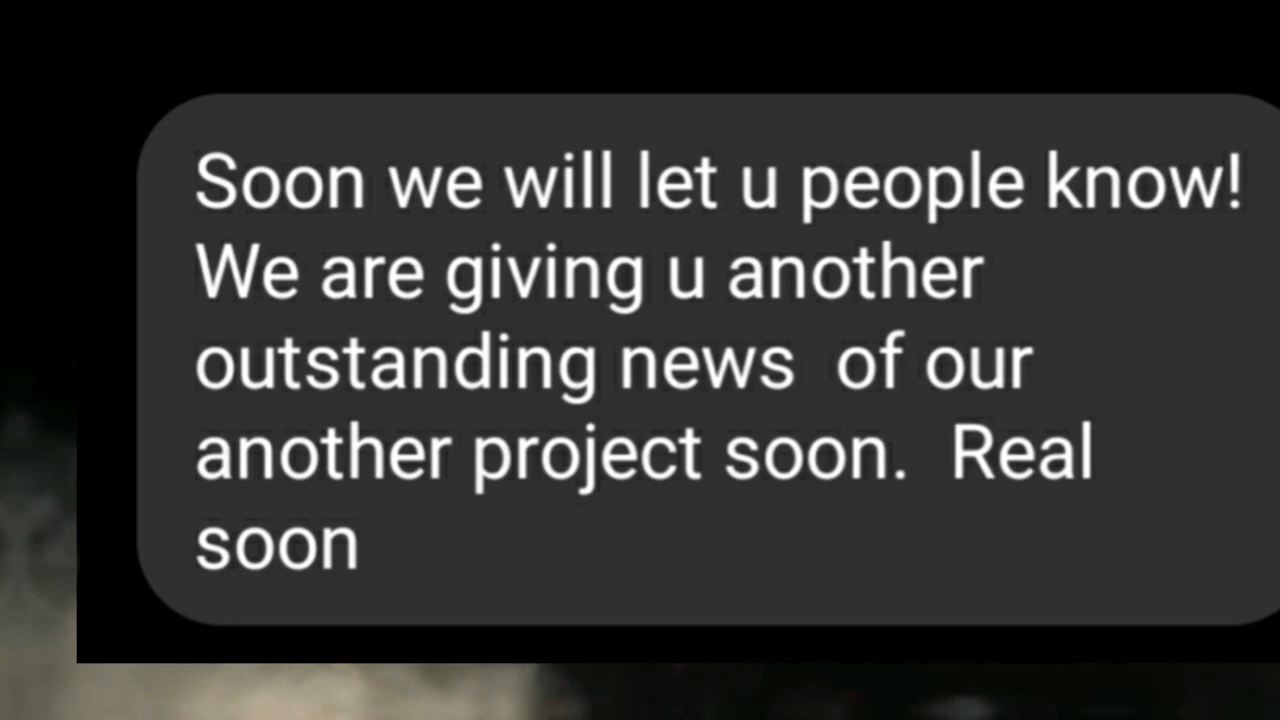 Soon we will let u people know!
We are giving u another
outstanding news  of our
another project soon.  Real
soon